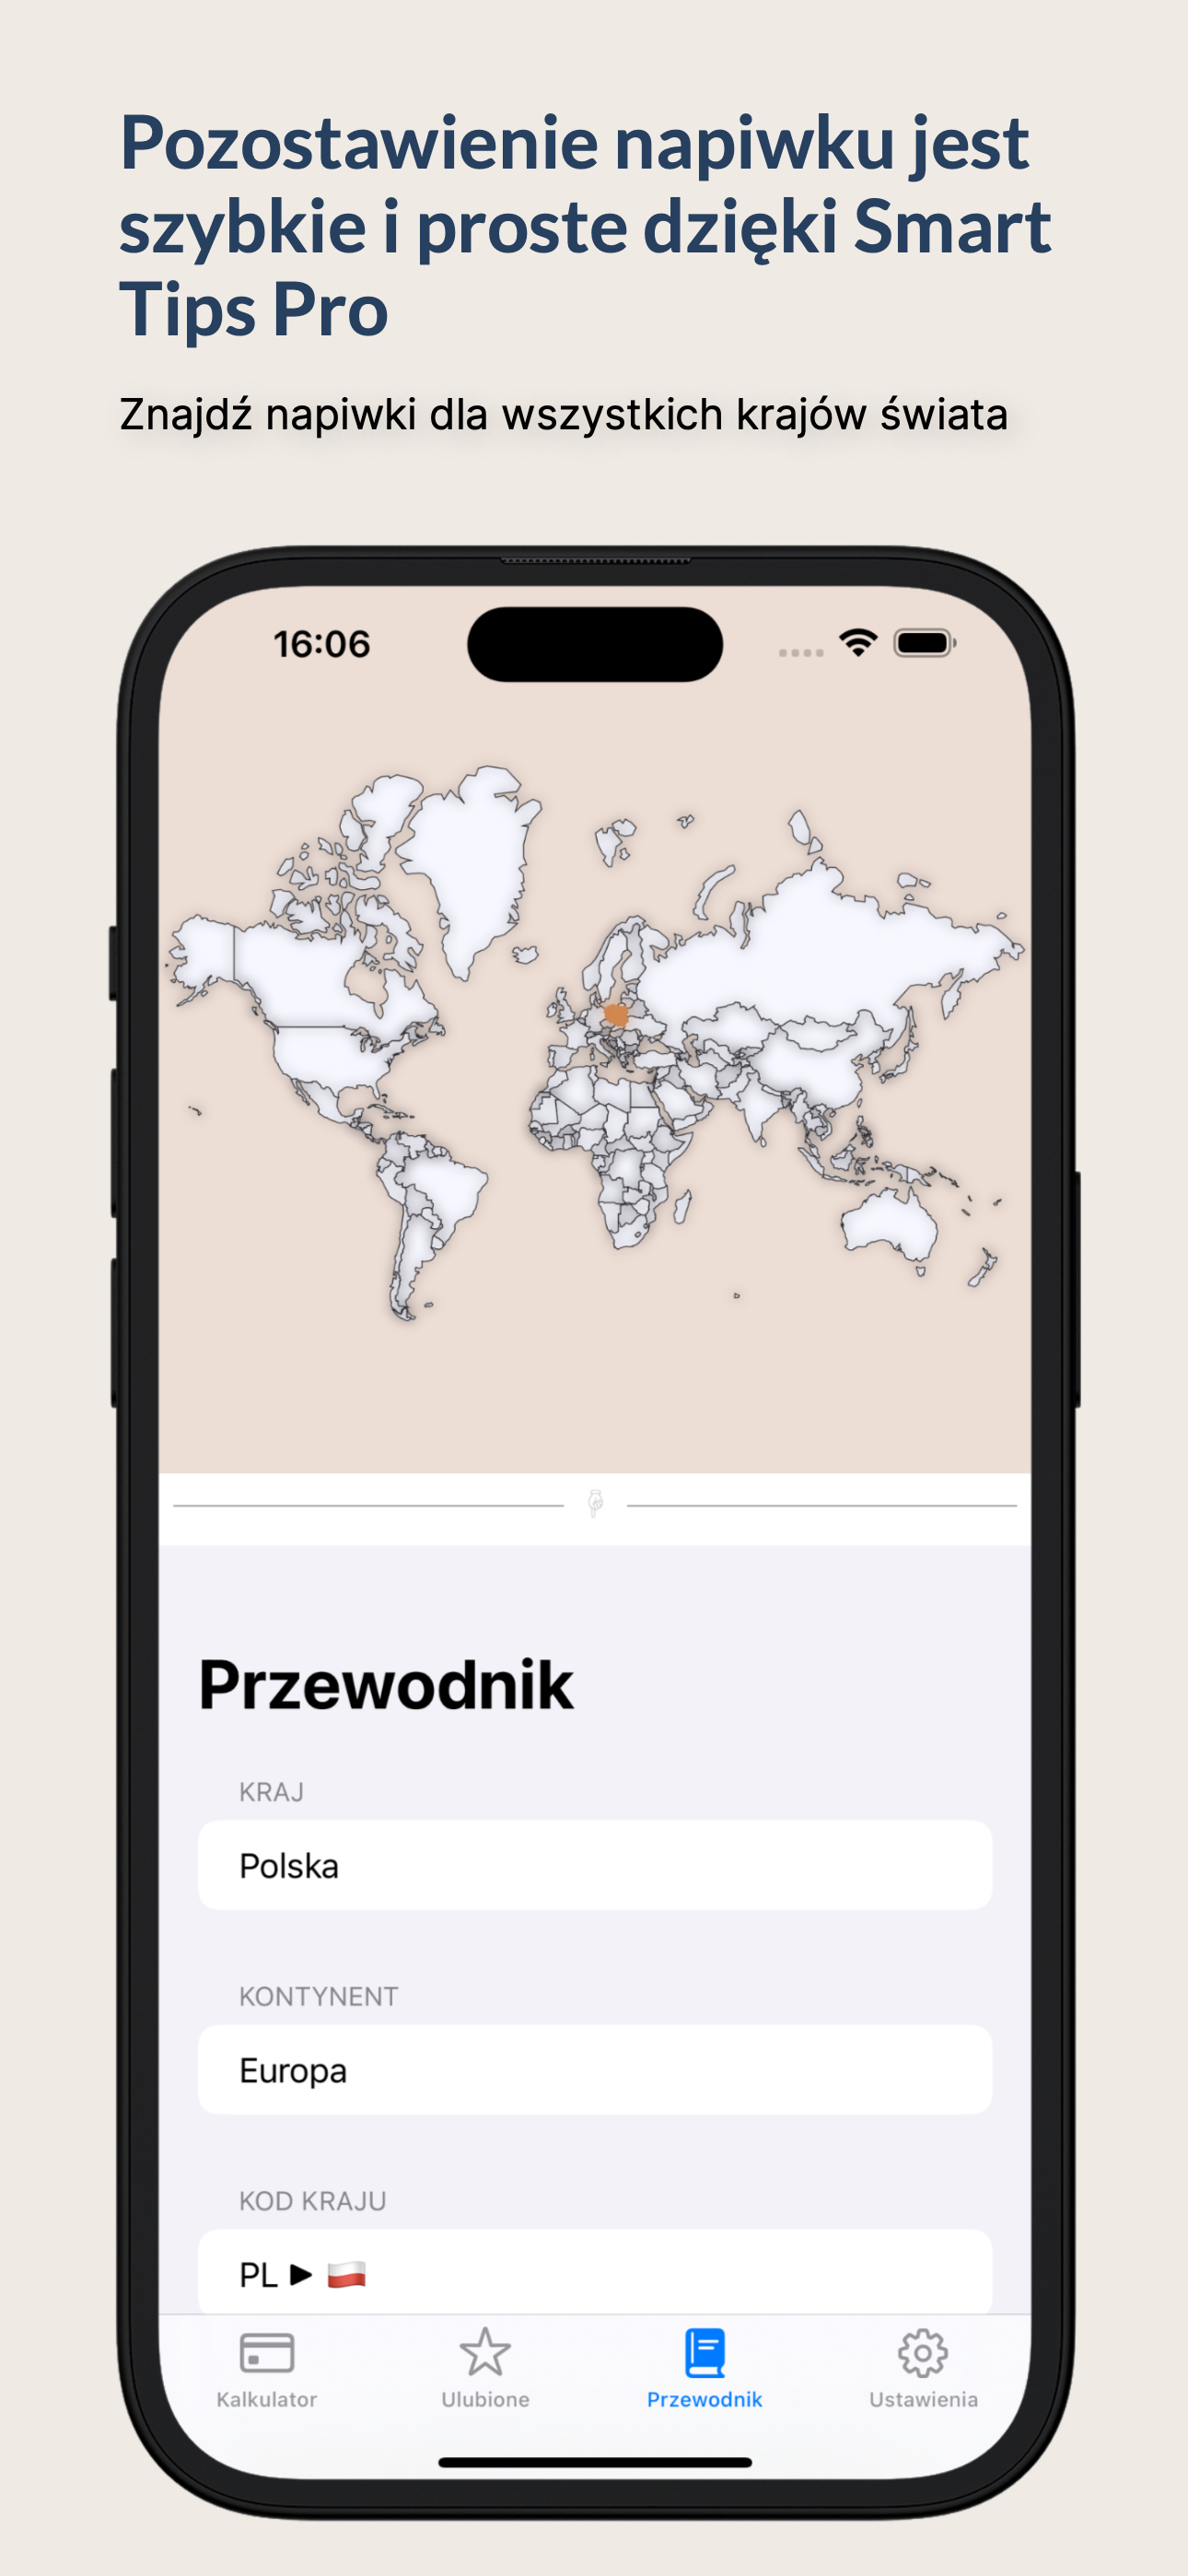 Pozostawienie napiwku jest
szybkie i proste dzięki Smart
Tips Pro
Znajdź napiwki dla wszystkich krajów świata
16:06
Przewodnik
KRAJ
Polska
KONTYNENT
Europa
KOD KRAJU
PL ▶ 🇵🇱
Kalkulator
Ulubione
Przewodnik
Ustawienia